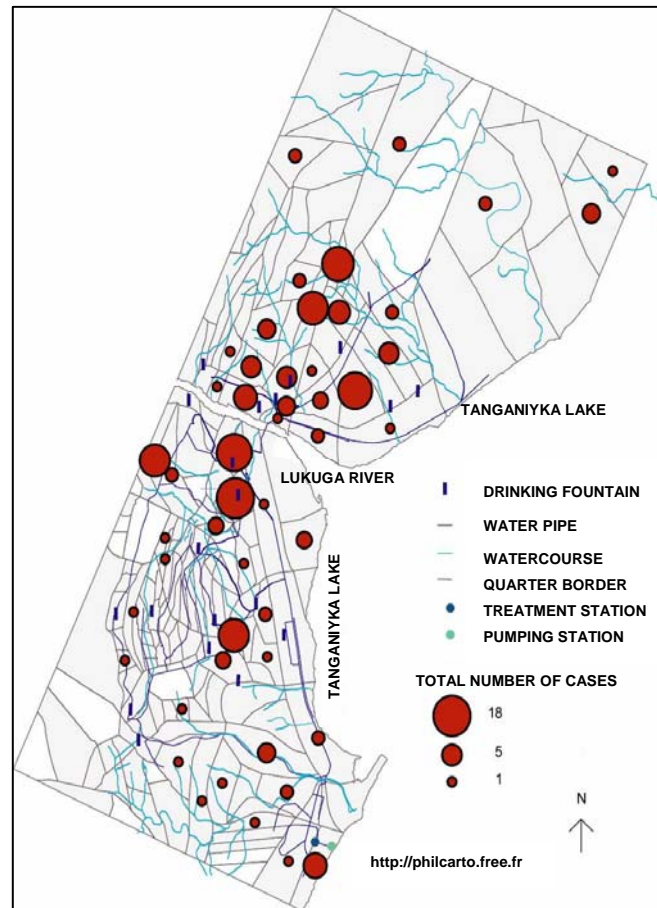 TANGANIYKA LAKE
LUKUGA RIVER
TANGANIYKA LAKE
DRINKING FOUNTAIN
WATER PIPE
WATERCOURSE
QUARTER BORDER
TREATMENT STATION
PUMPING STATION
TOTAL NUMBER OF CASES
18
5
1
N
http://philcarto.free.fr